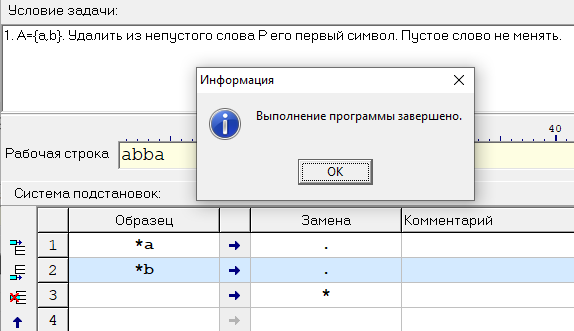 Условие задачи:
1. A={a,b}. Удалить из непустого слова P его первый символ. Пустое слово не менять.
Информация
Выполнение программы завершено.
OK
40
Рабочая строка abba
Система подстановок:
Образец → Замена Комментарий
1 *a → .
2 *b → .
3 → *
4 →